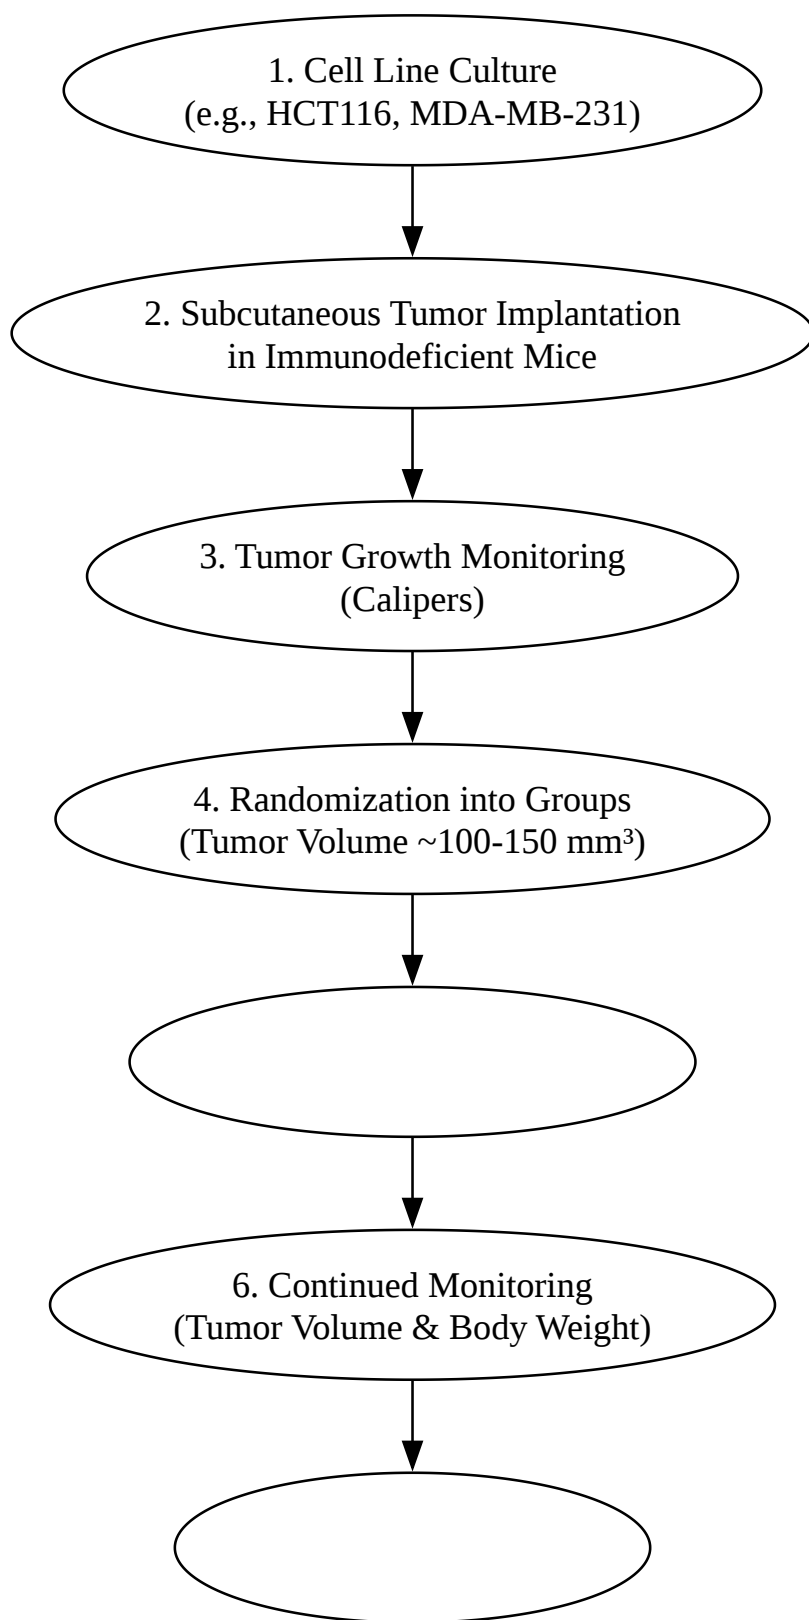 1. Cell Line Culture
(e.g., HCT116, MDA-MB-231)
2. Subcutaneous Tumor Implantation
in Immunodeficient Mice
3. Tumor Growth Monitoring
(Calipers)
4. Randomization into Groups
(Tumor Volume ~100-150 mm³)
6. Continued Monitoring
(Tumor Volume & Body Weight)